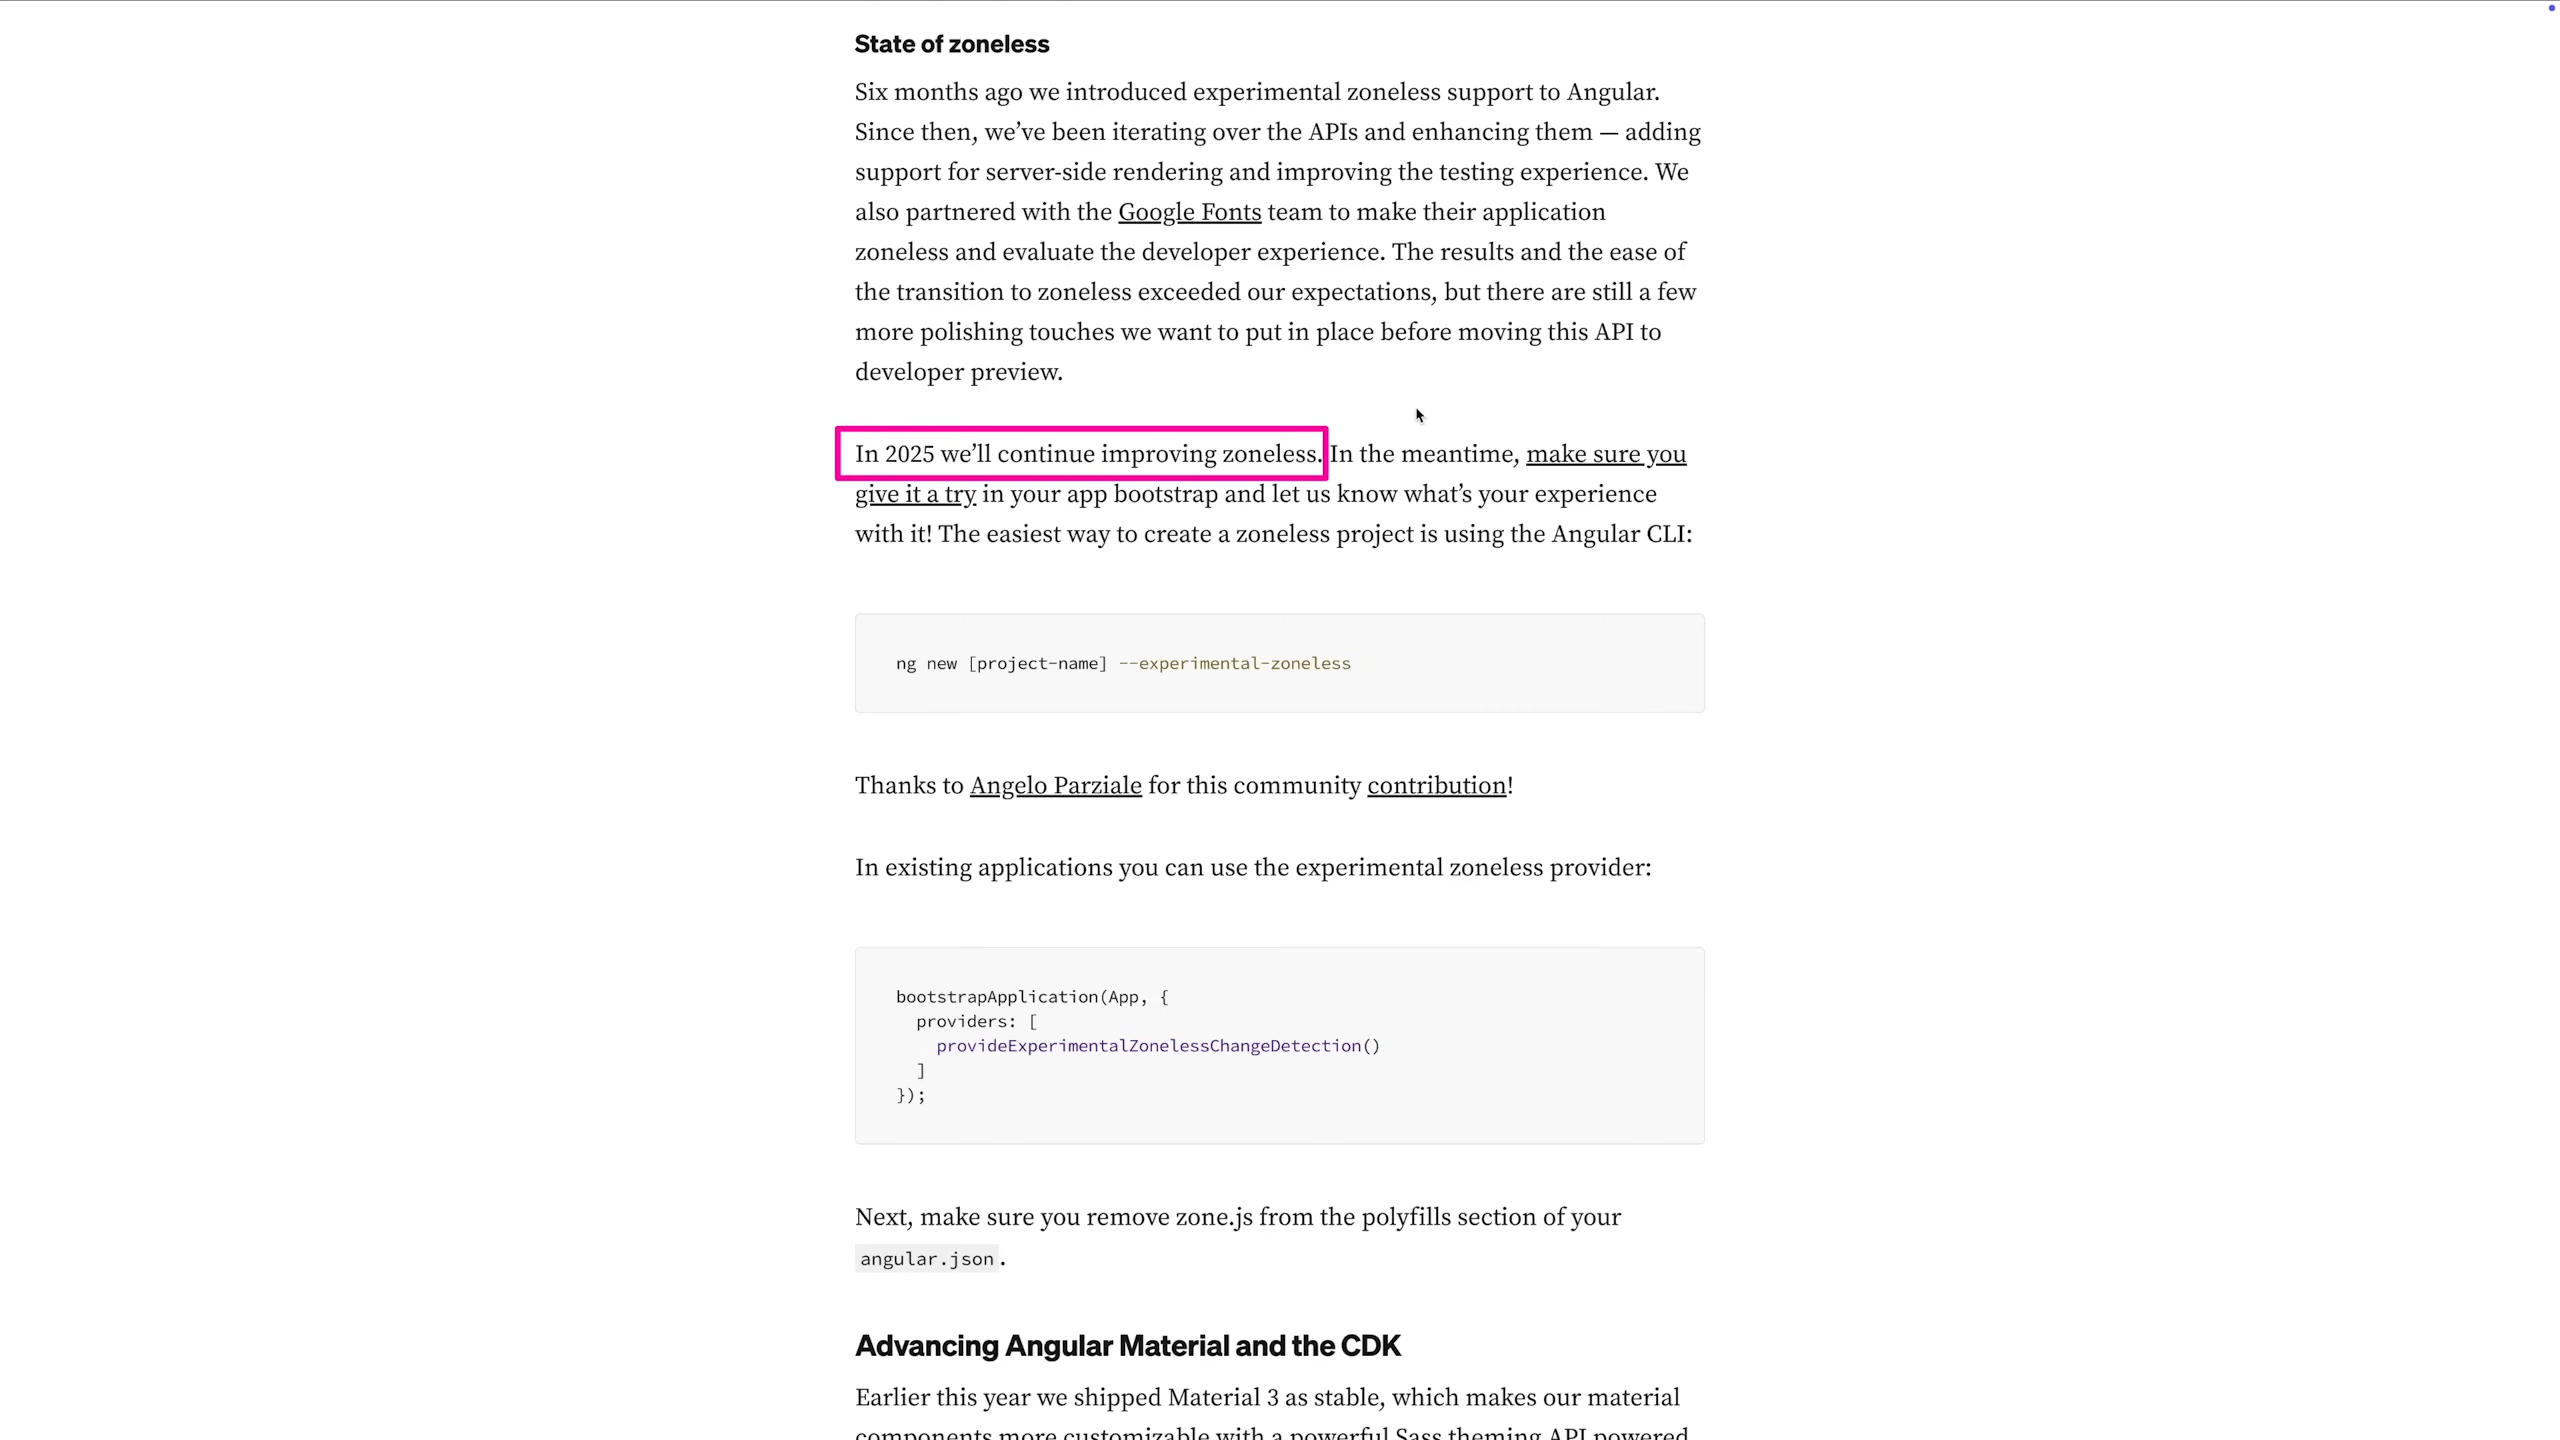 State of zoneless
Six months ago we introduced experimental zoneless support to Angular.
Since then, we’ve been iterating over the APIs and enhancing them — adding
support for server-side rendering and improving the testing experience. We
also partnered with the Google Fonts team to make their application
zoneless and evaluate the developer experience. The results and the ease of
the transition to zoneless exceeded our expectations, but there are still a few
more polishing touches we want to put in place before moving this API to
developer preview.
In 2025 we’ll continue improving zoneless. In the meantime, make sure you
give it a try in your app bootstrap and let us know what’s your experience
with it! The easiest way to create a zoneless project is using the Angular CLI:
ng new [project-name] --experimental-zoneless
Thanks to Angelo Parziale for this community contribution!
In existing applications you can use the experimental zoneless provider:
bootstrapApplication(App, {
  providers: [
    provideExperimentalZonelessChangeDetection()
  ]
});
Next, make sure you remove zone.js from the polyfills section of your
angular.json.
Advancing Angular Material and the CDK
Earlier this year we shipped Material 3 as stable, which makes our material
components more customizable with a powerful Sass theming API powered